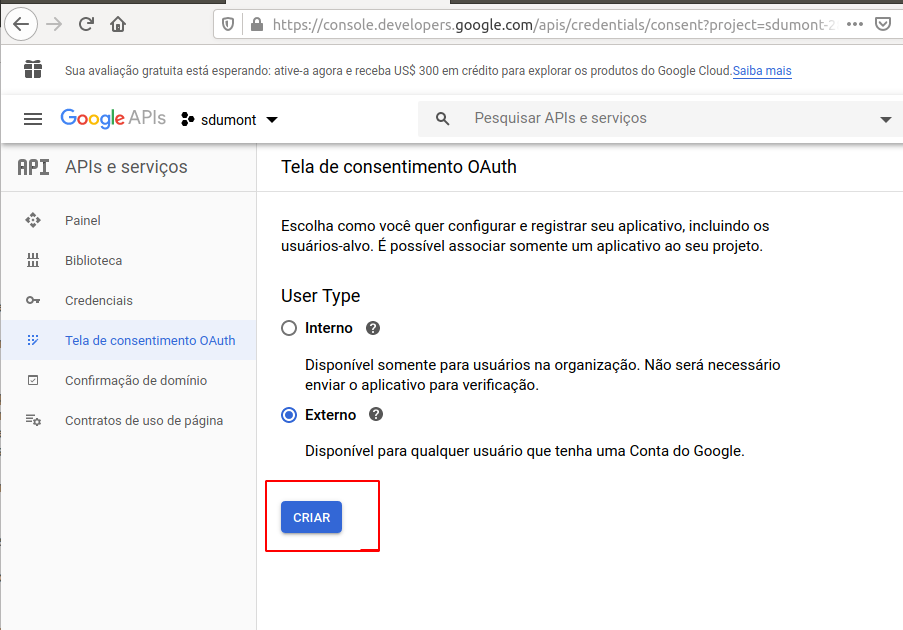 https://console.developers.google.com/apis/credentials/consent?project=sdumont-2
Sua avaliação gratuita está esperando: ative-a agora e receba US$ 300 em crédito para explorar os produtos do Google Cloud.Saiba mais
Google APIs
sdumont
Pesquisar APIs e serviços
API APIs e serviços
Painel
Biblioteca
Credenciais
Tela de consentimento OAuth
Confirmação de domínio
Contratos de uso de página
Tela de consentimento OAuth
Escolha como você quer configurar e registrar seu aplicativo, incluindo os
usuários-alvo. É possível associar somente um aplicativo ao seu projeto.
User Type
Interno ?
Disponível somente para usuários na organização. Não será necessário
enviar o aplicativo para verificação.
Externo ?
Disponível para qualquer usuário que tenha uma Conta do Google.
CRIAR